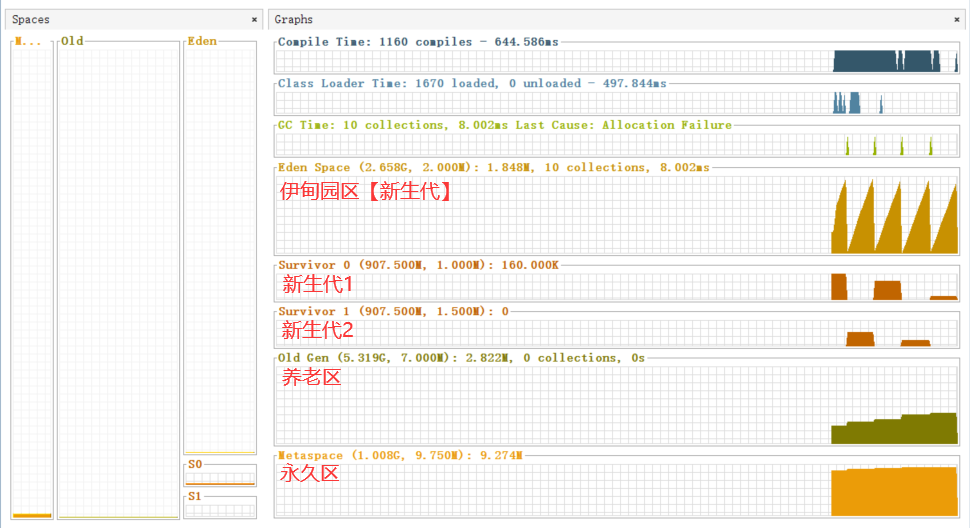 Spaces
×
Graphs
×
M...
Old
Eden
S0
S1
Compile Time: 1160 compiles - 644.586ms
Class Loader Time: 1670 loaded, 0 unloaded - 497.844ms
GC Time: 10 collections, 8.002ms Last Cause: Allocation Failure
Eden Space (2.658G, 2.000M): 1.848M, 10 collections, 8.002ms
伊甸园区【新生代】
Survivor 0 (907.500M, 1.000M): 160.000K
新生代1
Survivor 1 (907.500M, 1.500M): 0
新生代2
Old Gen (5.319G, 7.000M): 2.822M, 0 collections, 0s
养老区
Metaspace (1.008G, 9.750M): 9.274M
永久区